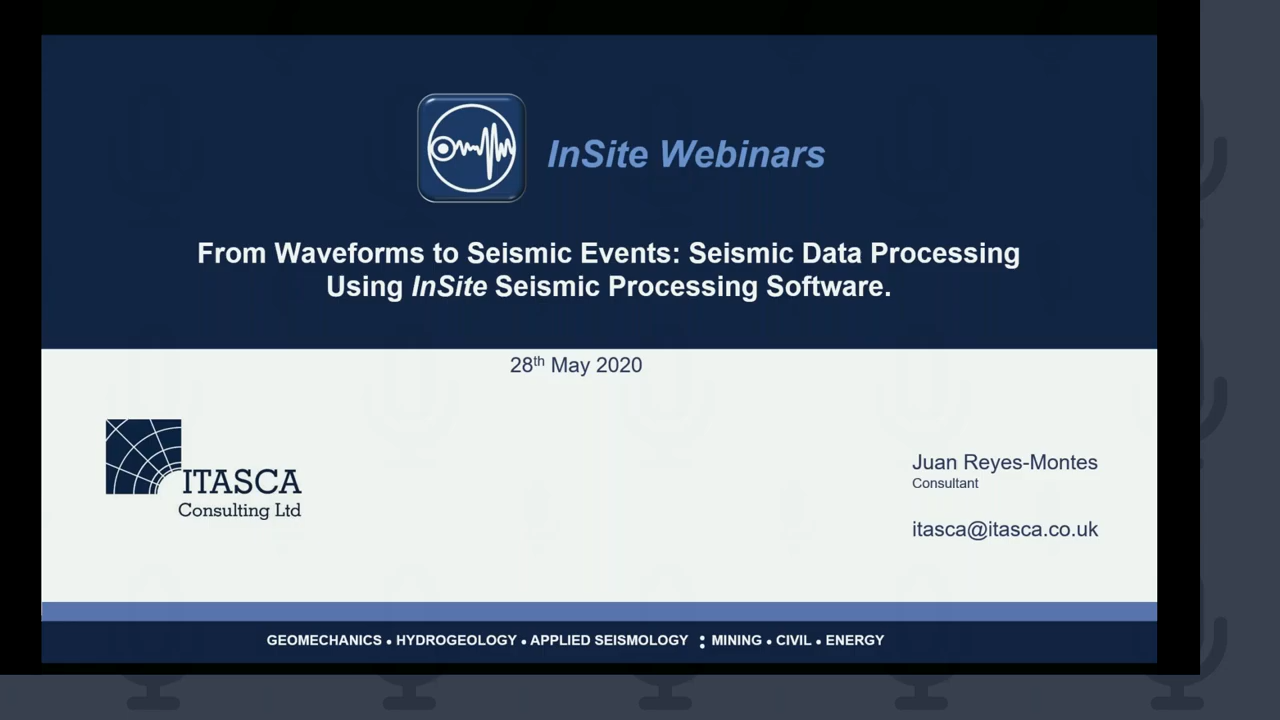 InSite Webinars
From Waveforms to Seismic Events: Seismic Data Processing
Using InSite Seismic Processing Software.
28th May 2020
ITASCA
Consulting Ltd
Juan Reyes-Montes
Consultant
itasca@itasca.co.uk
GEOMECHANICS • HYDROGEOLOGY • APPLIED SEISMOLOGY : MINING • CIVIL • ENERGY